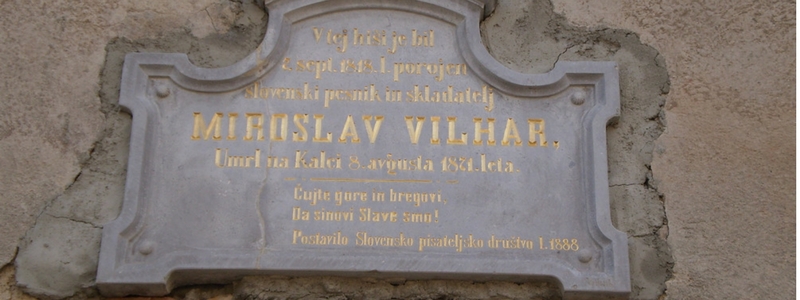 V tej hiši je bil
7. sept. 1818. l. porojen
slovenski pesnik in skladatelj
MIROSLAV VILHAR.
Umrl na Kalci 8. avgusta 1871. leta.
Čujte gore in bregovi,
Da sinovi Slave smo!
Postavilo Slovensko pisateljsko društvo l. 1888